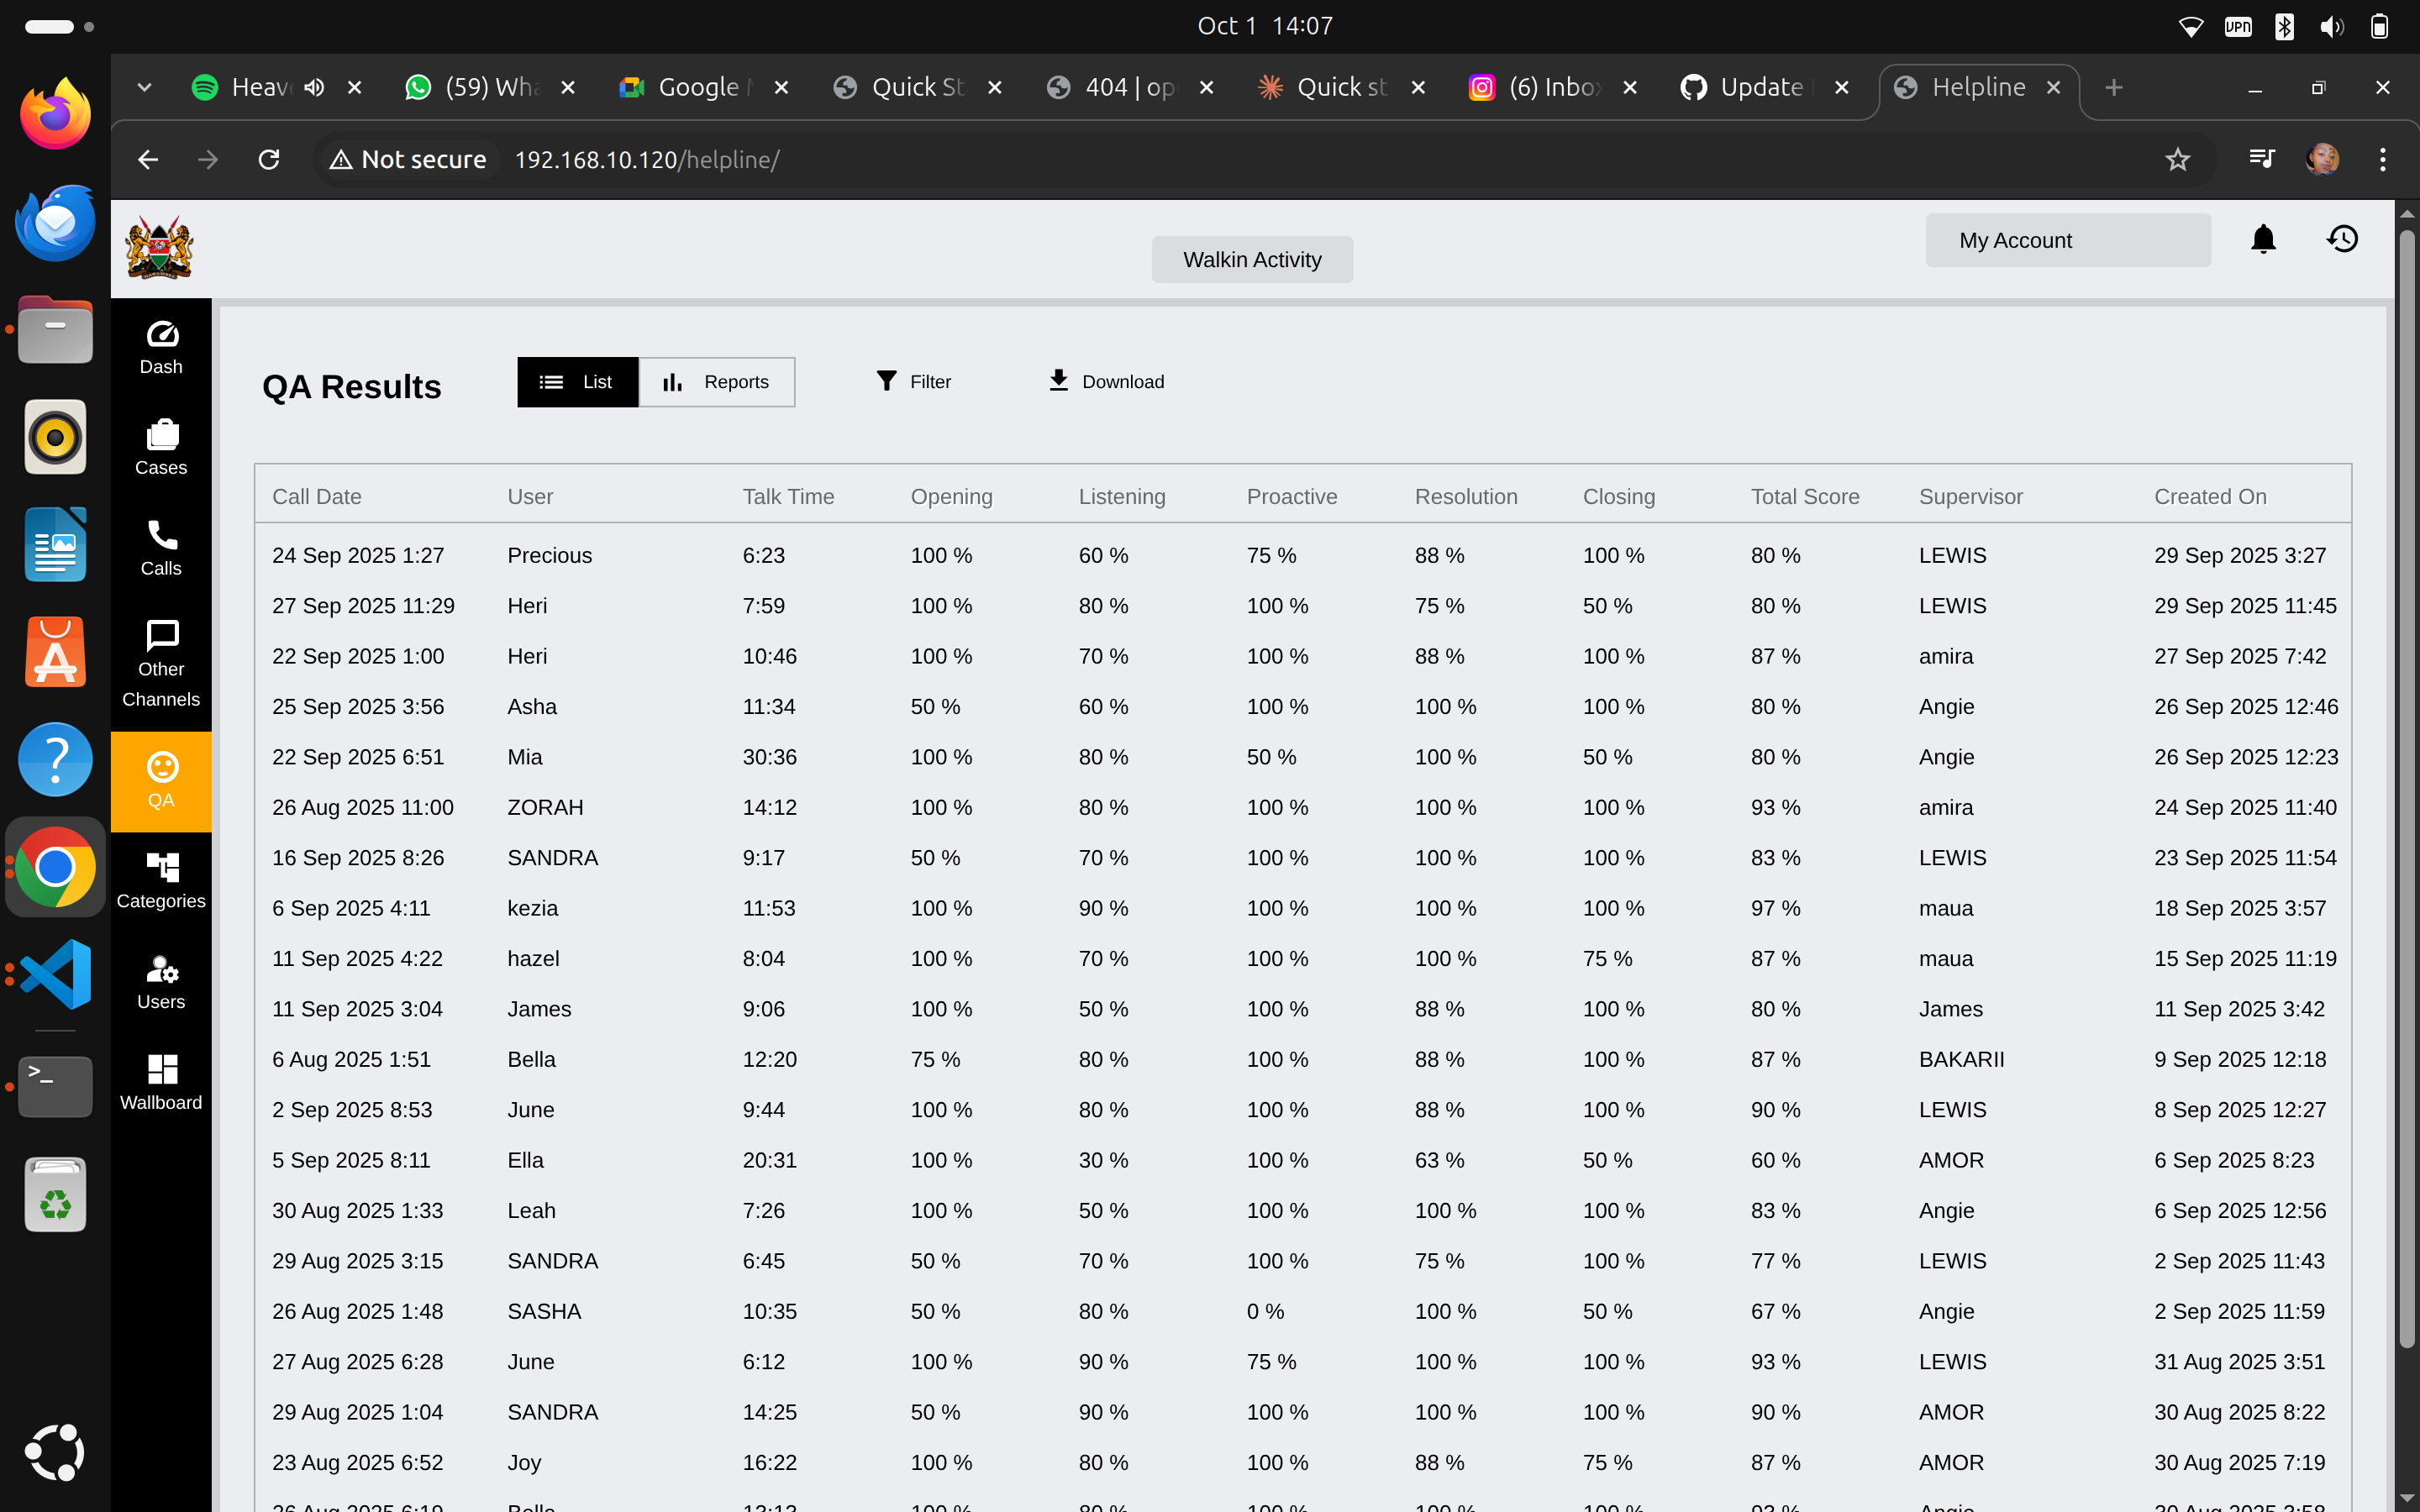 Oct 1 14:07
VPN
Heav (59) Wha Google M Quick St 404 | op Quick st (6) Inbo Update Helpline
Not secure 192.168.10.120/helpline/
Walkin Activity
My Account
Dash
Cases
Calls
Other
Channels
QA
Categories
Users
Wallboard
QA Results List Reports Filter Download
Call Date User Talk Time Opening Listening Proactive Resolution Closing Total Score Supervisor Created On
24 Sep 2025 1:27 Precious 6:23 100 % 60 % 75 % 88 % 100 % 80 % LEWIS 29 Sep 2025 3:27
27 Sep 2025 11:29 Heri 7:59 100 % 80 % 100 % 75 % 50 % 80 % LEWIS 29 Sep 2025 11:45
22 Sep 2025 1:00 Heri 10:46 100 % 70 % 100 % 88 % 100 % 87 % amira 27 Sep 2025 7:42
25 Sep 2025 3:56 Asha 11:34 50 % 60 % 100 % 100 % 100 % 80 % Angie 26 Sep 2025 12:46
22 Sep 2025 6:51 Mia 30:36 100 % 80 % 50 % 100 % 50 % 80 % Angie 26 Sep 2025 12:23
26 Aug 2025 11:00 ZORAH 14:12 100 % 80 % 100 % 100 % 100 % 93 % amira 24 Sep 2025 11:40
16 Sep 2025 8:26 SANDRA 9:17 50 % 70 % 100 % 100 % 100 % 83 % LEWIS 23 Sep 2025 11:54
6 Sep 2025 4:11 kezia 11:53 100 % 90 % 100 % 100 % 100 % 97 % maua 18 Sep 2025 3:57
11 Sep 2025 4:22 hazel 8:04 100 % 70 % 100 % 100 % 75 % 87 % maua 15 Sep 2025 11:19
11 Sep 2025 3:04 James 9:06 100 % 50 % 100 % 88 % 100 % 80 % James 11 Sep 2025 3:42
6 Aug 2025 1:51 Bella 12:20 75 % 80 % 100 % 88 % 100 % 87 % BAKARII 9 Sep 2025 12:18
2 Sep 2025 8:53 June 9:44 100 % 80 % 100 % 88 % 100 % 90 % LEWIS 8 Sep 2025 12:27
5 Sep 2025 8:11 Ella 20:31 100 % 30 % 100 % 63 % 50 % 60 % AMOR 6 Sep 2025 8:23
30 Aug 2025 1:33 Leah 7:26 100 % 50 % 100 % 100 % 100 % 83 % Angie 6 Sep 2025 12:56
29 Aug 2025 3:15 SANDRA 6:45 50 % 70 % 100 % 75 % 100 % 77 % LEWIS 2 Sep 2025 11:43
26 Aug 2025 1:48 SASHA 10:35 50 % 80 % 0 % 100 % 50 % 67 % Angie 2 Sep 2025 11:59
27 Aug 2025 6:28 June 6:12 100 % 90 % 75 % 100 % 100 % 93 % LEWIS 31 Aug 2025 3:51
29 Aug 2025 1:04 SANDRA 14:25 50 % 90 % 100 % 100 % 100 % 90 % AMOR 30 Aug 2025 8:22
23 Aug 2025 6:52 Joy 16:22 100 % 80 % 100 % 88 % 75 % 87 % AMOR 30 Aug 2025 7:19